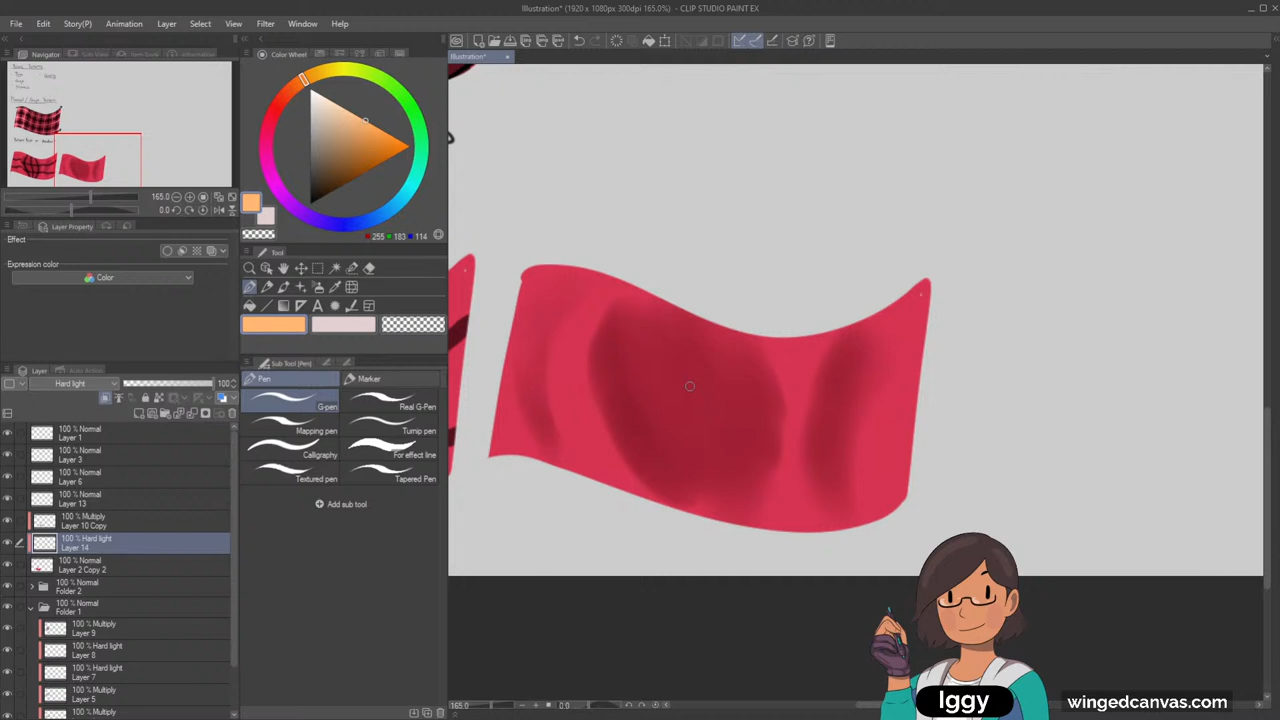 Illustration* (1920 x 1080px 300dpi 165.0%) - CLIP STUDIO PAINT EX
File Edit Story(P) Animation Layer Select View Filter Window Help
Navigator
Color Wheel
Illustration*
165.0
0.0
255 183 114
Layer Property
Effect
Expression color
Color
Tool
Sub Tool (Pen)
Pen Marker
G-pen Real G-Pen
Mapping pen Turnip pen
Calligraphy For effect line
Textured pen Tapered Pen
Add sub tool
Layer
Hard light 100
100 % Normal
Layer 1
100 % Normal
Layer 3
100 % Normal
Layer 6
100 % Normal
Layer 13
100 % Multiply
Layer 10 Copy
100 % Hard light
Layer 14
100 % Normal
Layer 2 Copy 2
100 % Normal
Folder 2
100 % Normal
Folder 1
100 % Multiply
Layer 9
100 % Hard light
Layer 8
100 % Hard light
Layer 7
100 % Multiply
Layer 5
100 % Multiply
165.0
0.0
Iggy
wingedcanvas.com